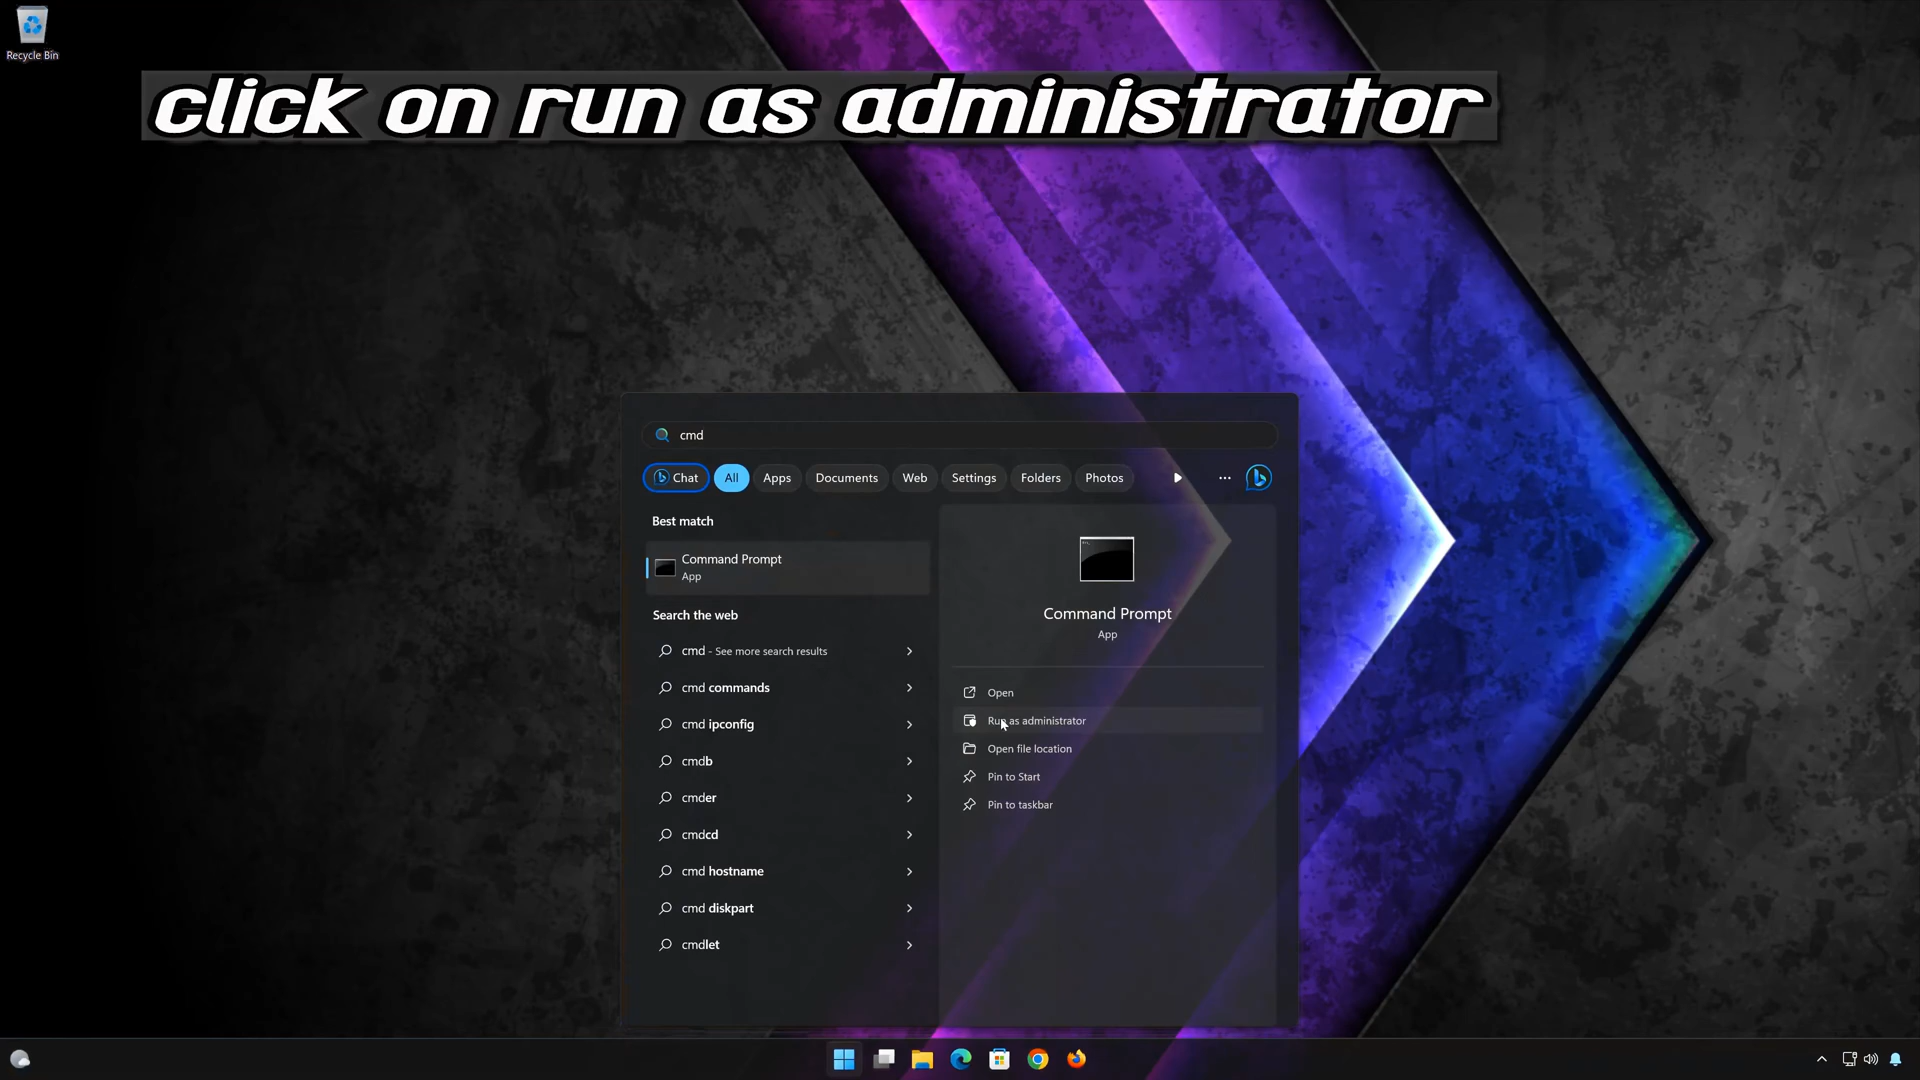 Recycle Bin
click on run as administrator
cmd
Chat
All
Apps
Documents
Web
Settings
Folders
Photos
Best match
Command Prompt
App
Search the web
cmd - See more search results
cmd commands
cmd ipconfig
cmdb
cmder
cmdcd
cmd hostname
cmd diskpart
cmdlet
Command Prompt
App
Open
Run as administrator
Open file location
Pin to Start
Pin to taskbar